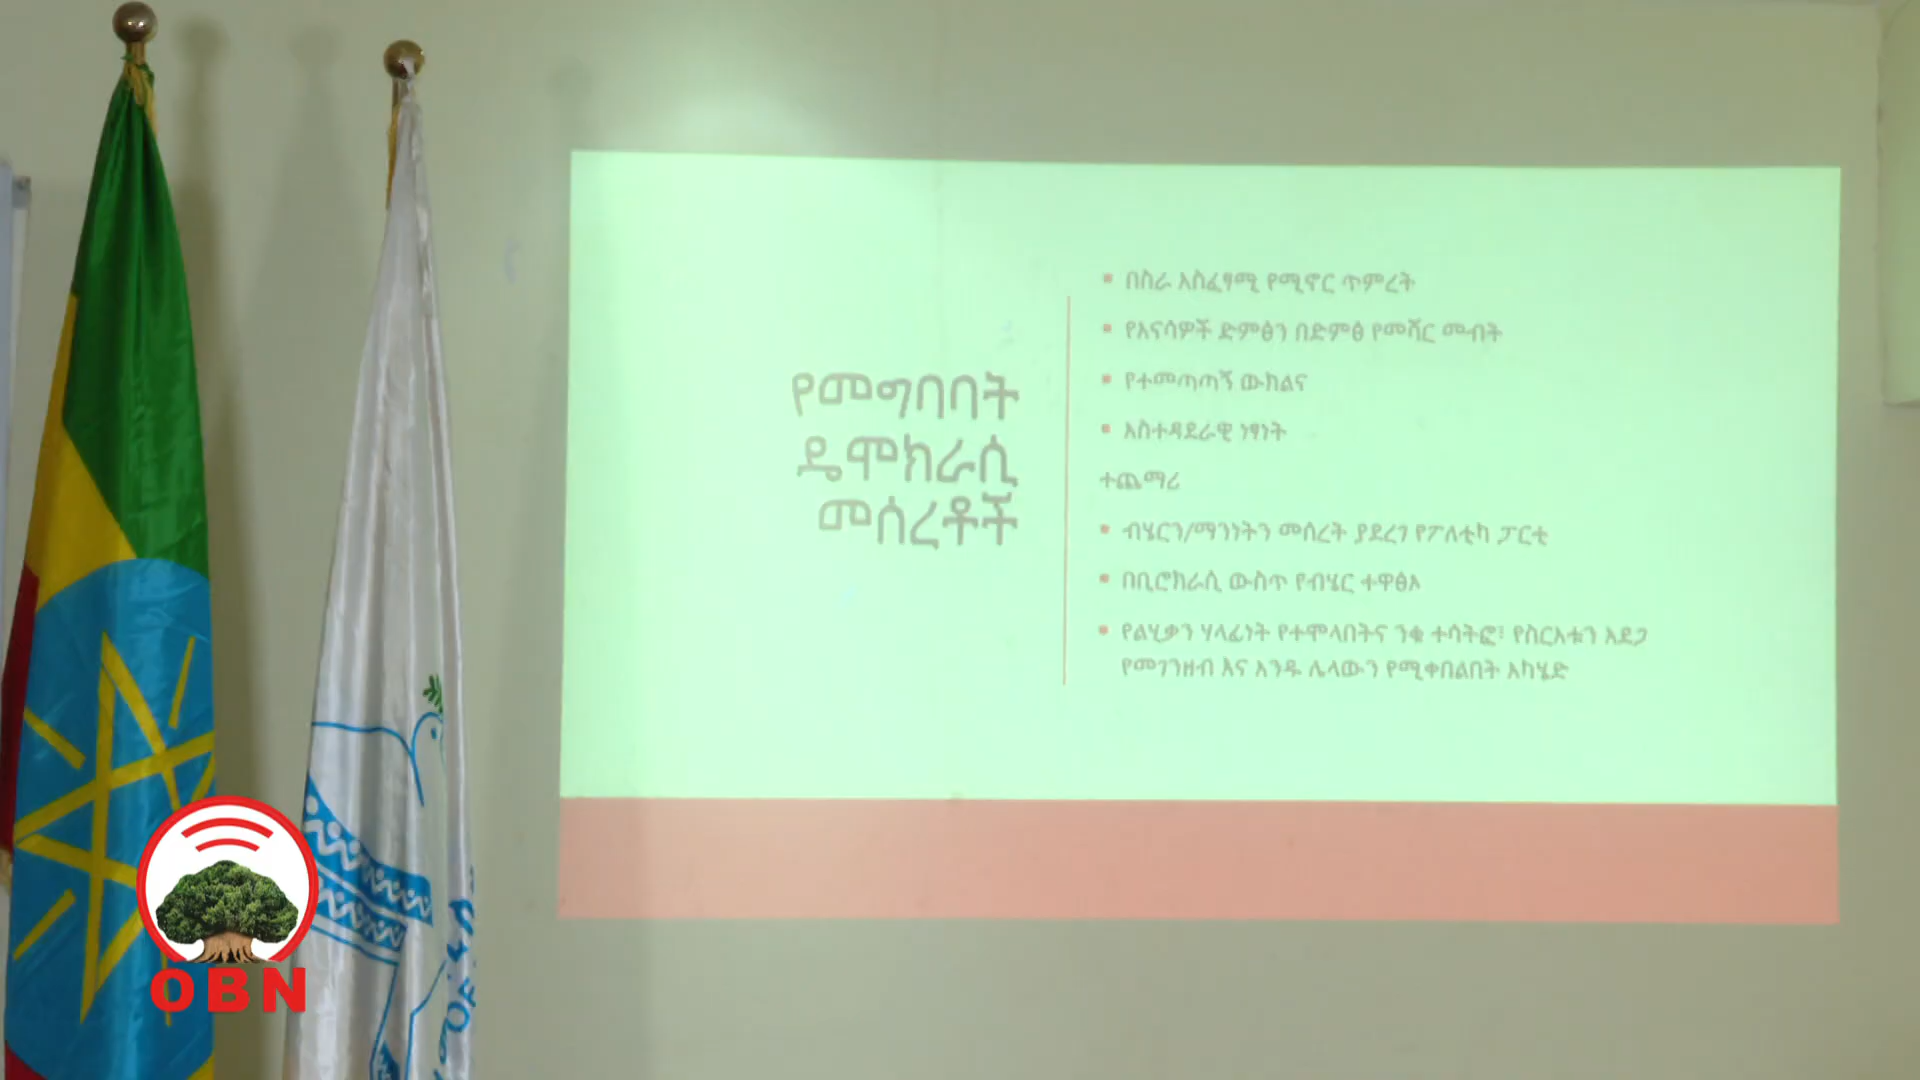 የመግባባት
ዴሞክራሲ
መሰረቶች
በስራ አስፈፃሚ የሚኖር ጥምረት
የአናሳዎች ድምፅን በድምፅ የመሻር መብት
የተመጣጣኝ ውክልና
አስተዳደራዊ ነፃነት
ተጨማሪ
ብሄርን/ማንነትን መሰረት ያደረገ የፖለቲካ ፓርቲ
በቢሮክራሲ ውስጥ የብሄር ተዋፅኦ
የልሂቃን ሃላፊነት የተሞላበትና ንቁ ተሳትፎ፣ የስርአቱን አደጋ
የመገንዘብ እና አንዱ ሌላውን የሚቀበልበት አካሄድ
OBN